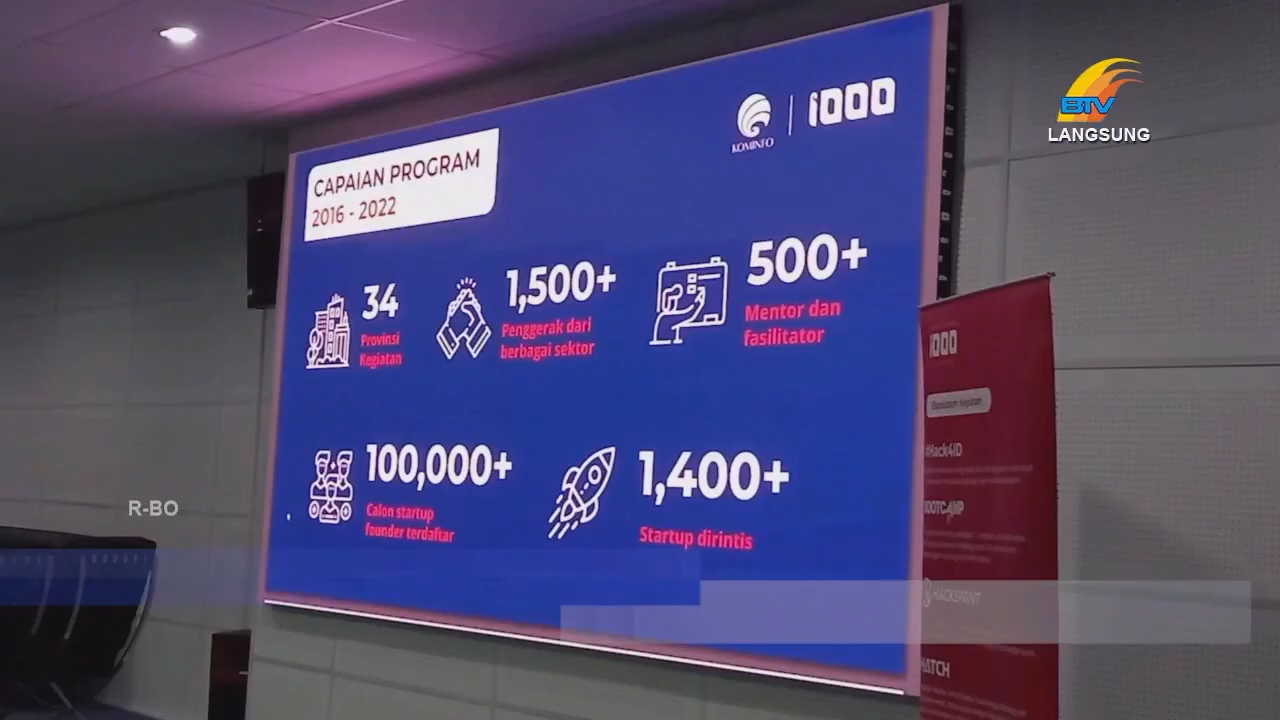 BTV
LANGSUNG
KOMINFO
1000
CAPAIAN PROGRAM
2016 - 2022
34
Provinsi
Kegiatan
1,500+
Penggerak dari
berbagai sektor
500+
Mentor dan
fasilitator
100,000+
Calon startup
founder terdaftar
1,400+
Startup dirintis
R-BO
1000
#Hack4ID
HACKSPRINT